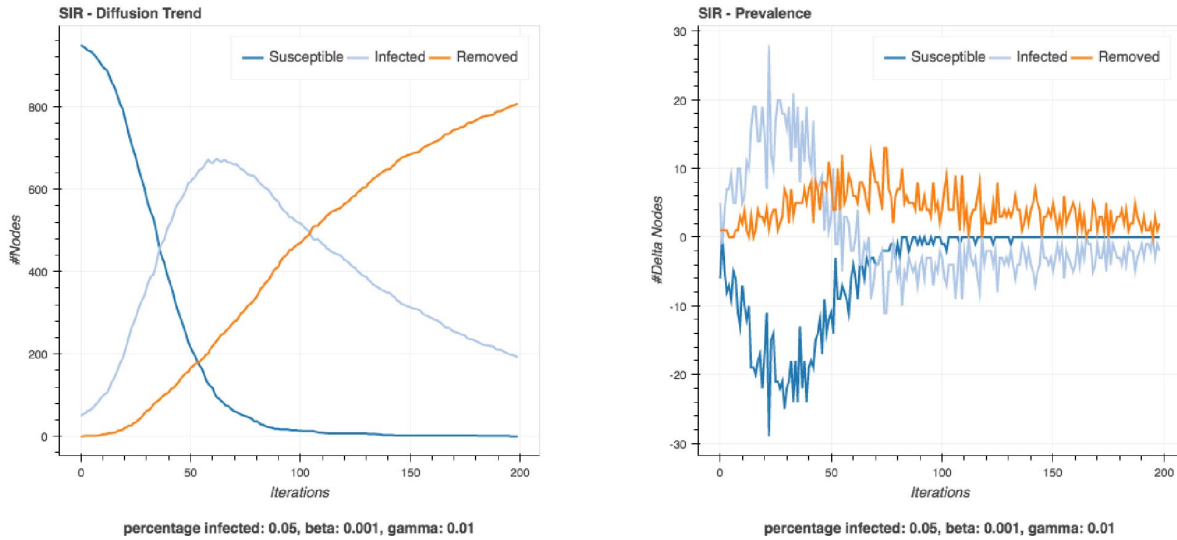 SIR - Diffusion Trend
Susceptible Infected Removed
800
600
400
200
0
#Nodes
0 50 100 150 200
Iterations
percentage infected: 0.05, beta: 0.001, gamma: 0.01
SIR - Prevalence
Susceptible Infected Removed
30
20
10
0
-10
-20
-30
#Delta Nodes
0 50 100 150 200
Iterations
percentage infected: 0.05, beta: 0.001, gamma: 0.01